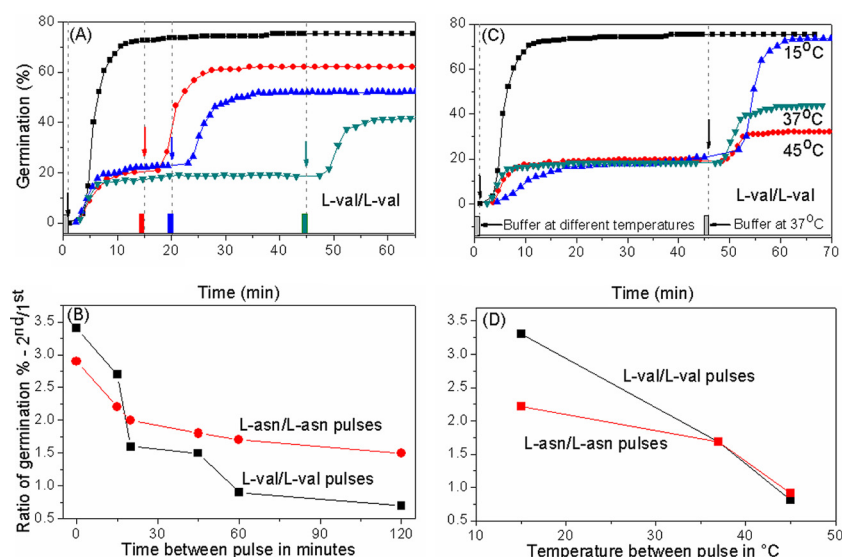 (A)
80
60
40
20
0
Germination (%)
L-val/L-val
0 10 20 30 40 50 60
Time (min)
(C)
80
60
40
20
0
15°C
37°C
45°C
L-val/L-val
Buffer at different temperatures
Buffer at 37°C
0 10 20 30 40 50 60 70
Time (min)
(B)
3.5
3.0
2.5
2.0
1.5
1.0
0.5
Ratio of germination % - 2nd/1st
L-asn/L-asn pulses
L-val/L-val pulses
0 30 60 90 120
Time between pulse in minutes
(D)
3.5
3.0
2.5
2.0
1.5
1.0
0.5
L-val/L-val pulses
L-asn/L-asn pulses
10 20 30 40 50
Temperature between pulse in °C